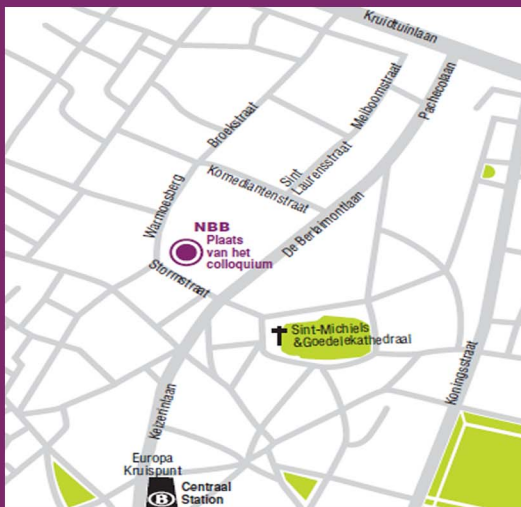 Kruidtuinlaan
Pachecolaan
Meiboomstraat
Broekstraat
Sint
Laurensstraat
Komediantenstraat
Warmoesberg
NBB
Plaats
van het
colloquium
De Berlaimontlaan
Stormstraat
Sint-Michiels
&Goedelekathedraal
Koningsstraat
Keizerinlaan
Europa
Kruispunt
B
Centraal
Station